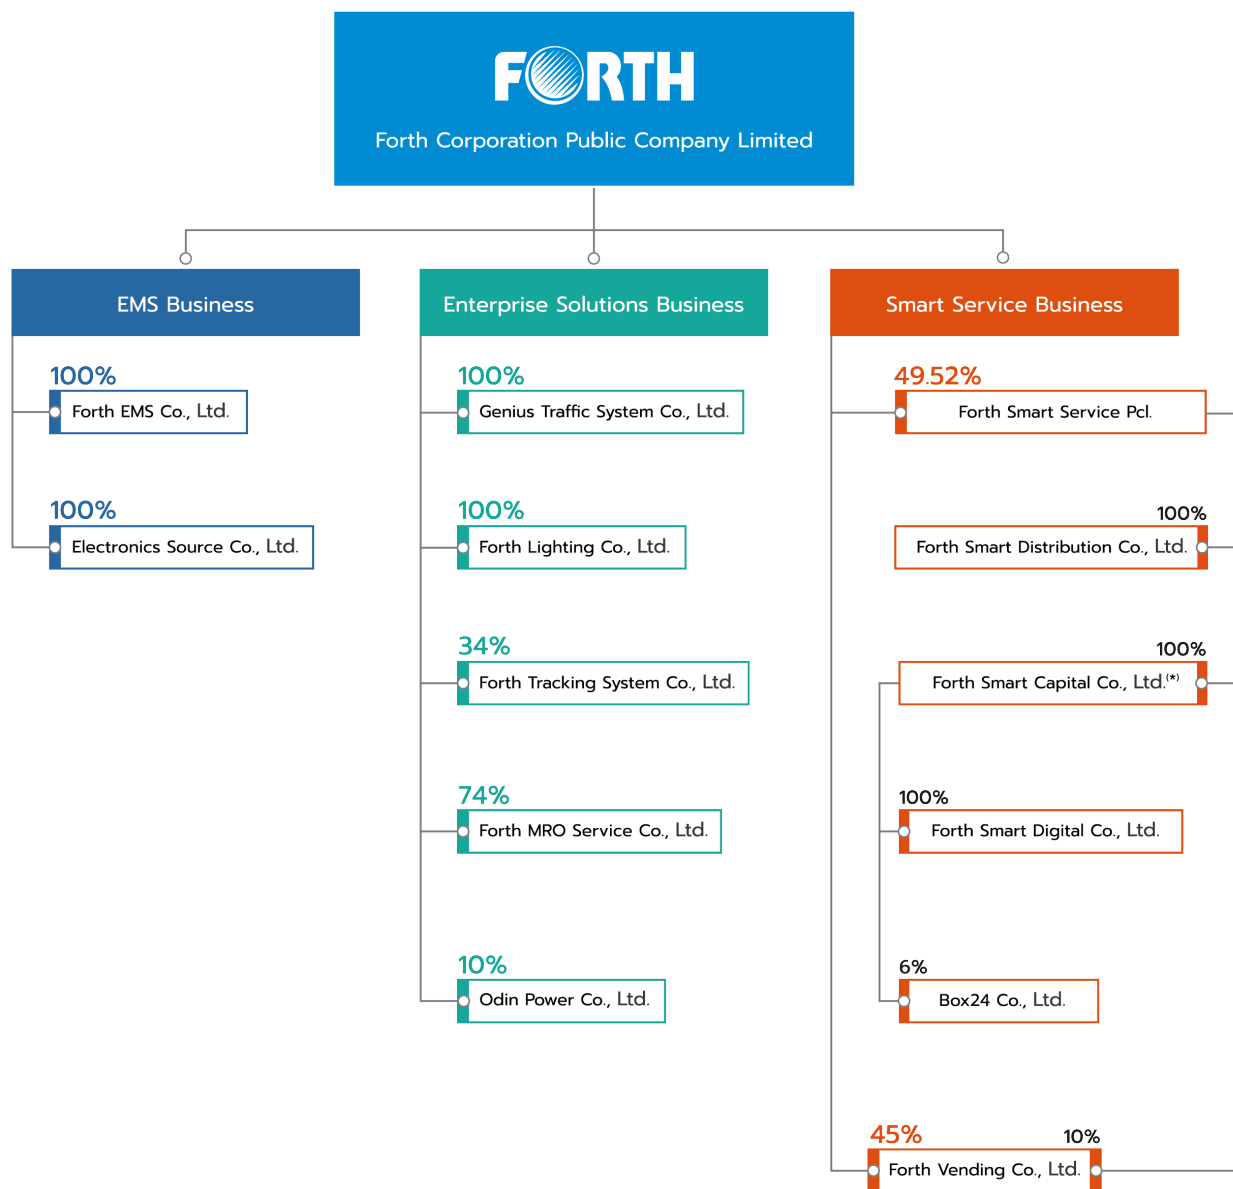 FORTH
Forth Corporation Public Company Limited
EMS Business
100%
Forth EMS Co., Ltd.
100%
Electronics Source Co., Ltd.
Enterprise Solutions Business
100%
Genius Traffic System Co., Ltd.
100%
Forth Lighting Co., Ltd.
34%
Forth Tracking System Co., Ltd.
74%
Forth MRO Service Co., Ltd.
10%
Odin Power Co., Ltd.
Smart Service Business
49.52%
Forth Smart Service Pcl.
100%
Forth Smart Distribution Co., Ltd.
100%
Forth Smart Capital Co., Ltd.(*)
100%
Forth Smart Digital Co., Ltd.
6%
Box24 Co., Ltd.
45% 10%
Forth Vending Co., Ltd.